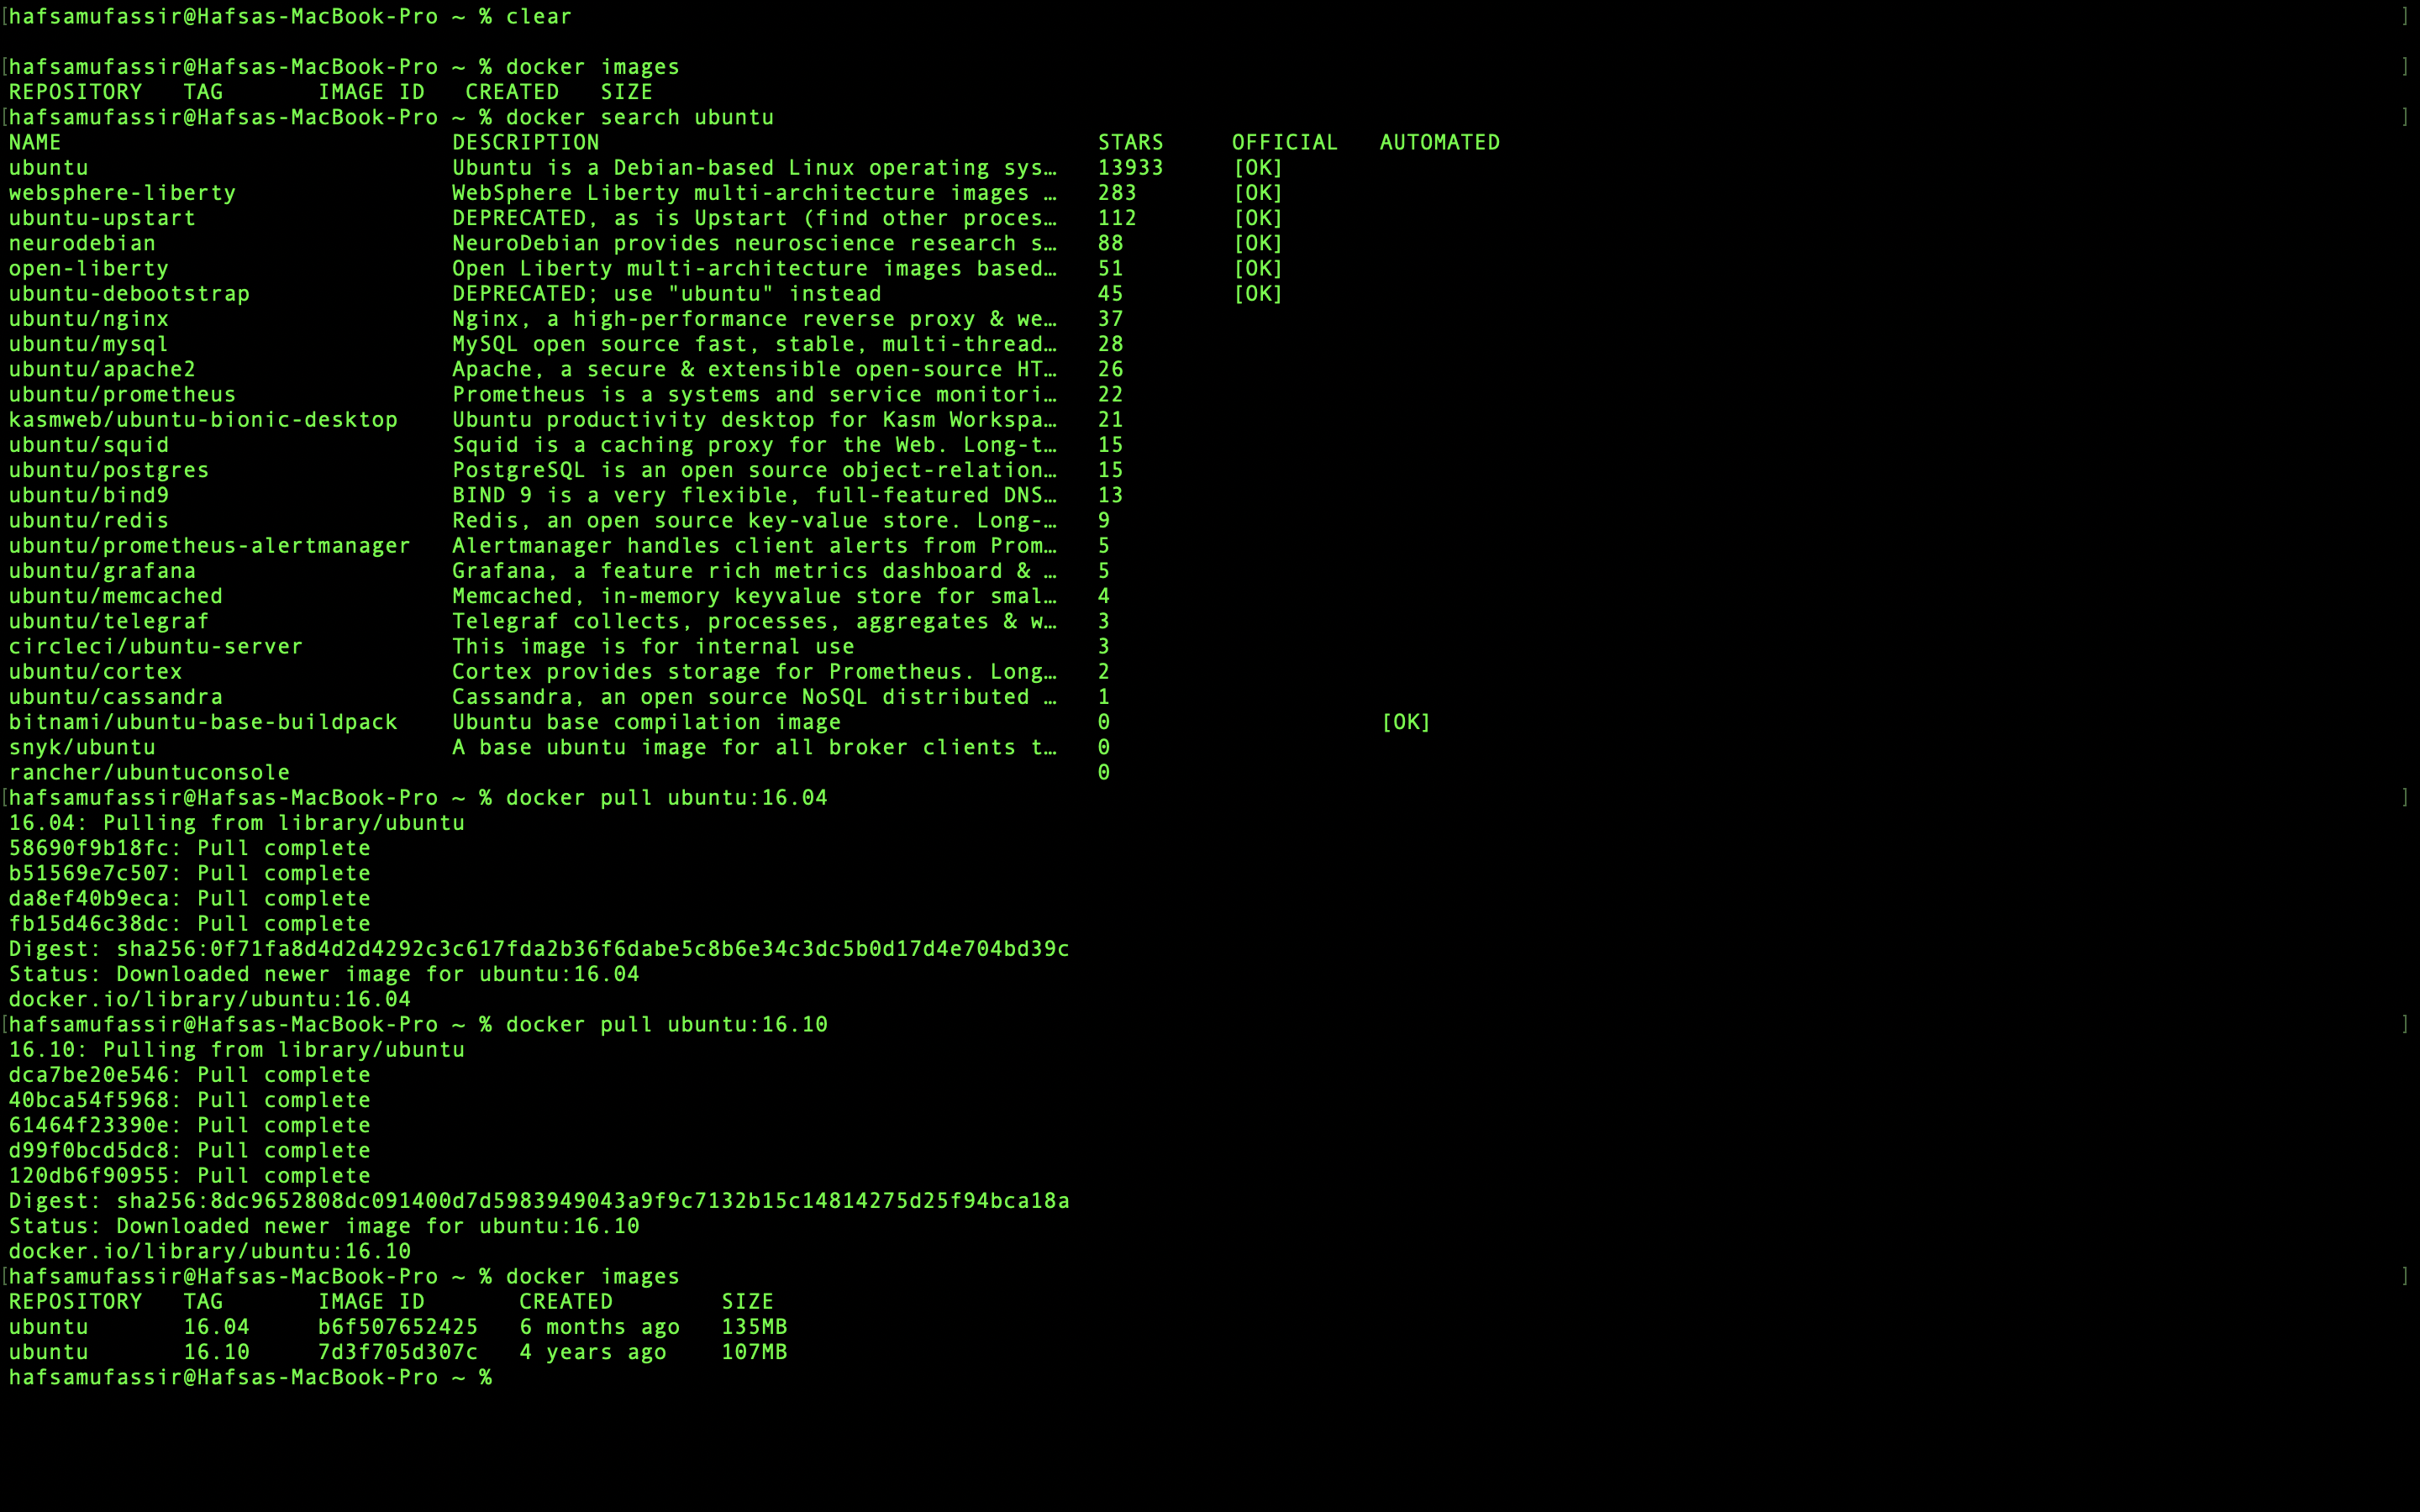 [hafsamufassir@Hafsas-MacBook-Pro ~ % clear ]
[hafsamufassir@Hafsas-MacBook-Pro ~ % docker images ]
REPOSITORY   TAG       IMAGE ID   CREATED   SIZE
[hafsamufassir@Hafsas-MacBook-Pro ~ % docker search ubuntu ]
NAME                             DESCRIPTION                                     STARS     OFFICIAL   AUTOMATED
ubuntu                           Ubuntu is a Debian-based Linux operating sys…   13933     [OK]
websphere-liberty                WebSphere Liberty multi-architecture images …   283       [OK]
ubuntu-upstart                   DEPRECATED, as is Upstart (find other proces…   112       [OK]
neurodebian                      NeuroDebian provides neuroscience research s…   88        [OK]
open-liberty                     Open Liberty multi-architecture images based…   51        [OK]
ubuntu-debootstrap               DEPRECATED; use "ubuntu" instead                45        [OK]
ubuntu/nginx                     Nginx, a high-performance reverse proxy & we…   37
ubuntu/mysql                     MySQL open source fast, stable, multi-thread…   28
ubuntu/apache2                   Apache, a secure & extensible open-source HT…   26
ubuntu/prometheus                Prometheus is a systems and service monitori…   22
kasmweb/ubuntu-bionic-desktop    Ubuntu productivity desktop for Kasm Workspa…   21
ubuntu/squid                     Squid is a caching proxy for the Web. Long-t…   15
ubuntu/postgres                  PostgreSQL is an open source object-relation…   15
ubuntu/bind9                     BIND 9 is a very flexible, full-featured DNS…   13
ubuntu/redis                     Redis, an open source key-value store. Long-…   9
ubuntu/prometheus-alertmanager   Alertmanager handles client alerts from Prom…   5
ubuntu/grafana                   Grafana, a feature rich metrics dashboard & …   5
ubuntu/memcached                 Memcached, in-memory keyvalue store for smal…   4
ubuntu/telegraf                  Telegraf collects, processes, aggregates & w…   3
circleci/ubuntu-server           This image is for internal use                  3
ubuntu/cortex                    Cortex provides storage for Prometheus. Long…   2
ubuntu/cassandra                 Cassandra, an open source NoSQL distributed …   1
bitnami/ubuntu-base-buildpack    Ubuntu base compilation image                   0                    [OK]
snyk/ubuntu                      A base ubuntu image for all broker clients t…   0
rancher/ubuntuconsole                                                            0
[hafsamufassir@Hafsas-MacBook-Pro ~ % docker pull ubuntu:16.04 ]
16.04: Pulling from library/ubuntu
58690f9b18fc: Pull complete
b51569e7c507: Pull complete
da8ef40b9eca: Pull complete
fb15d46c38dc: Pull complete
Digest: sha256:0f71fa8d4d2d4292c3c617fda2b36f6dabe5c8b6e34c3dc5b0d17d4e704bd39c
Status: Downloaded newer image for ubuntu:16.04
docker.io/library/ubuntu:16.04
[hafsamufassir@Hafsas-MacBook-Pro ~ % docker pull ubuntu:16.10 ]
16.10: Pulling from library/ubuntu
dca7be20e546: Pull complete
40bca54f5968: Pull complete
61464f23390e: Pull complete
d99f0bcd5dc8: Pull complete
120db6f90955: Pull complete
Digest: sha256:8dc9652808dc091400d7d5983949043a9f9c7132b15c14814275d25f94bca18a
Status: Downloaded newer image for ubuntu:16.10
docker.io/library/ubuntu:16.10
[hafsamufassir@Hafsas-MacBook-Pro ~ % docker images ]
REPOSITORY   TAG       IMAGE ID       CREATED        SIZE
ubuntu       16.04     b6f507652425   6 months ago   135MB
ubuntu       16.10     7d3f705d307c   4 years ago    107MB
hafsamufassir@Hafsas-MacBook-Pro ~ %